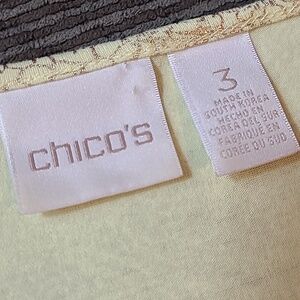 chico's
3
MADE IN
SOUTH KOREA
HECHO EN
COREA DEL SUR
FABRIQUÉ EN
CORÉE DU SUD